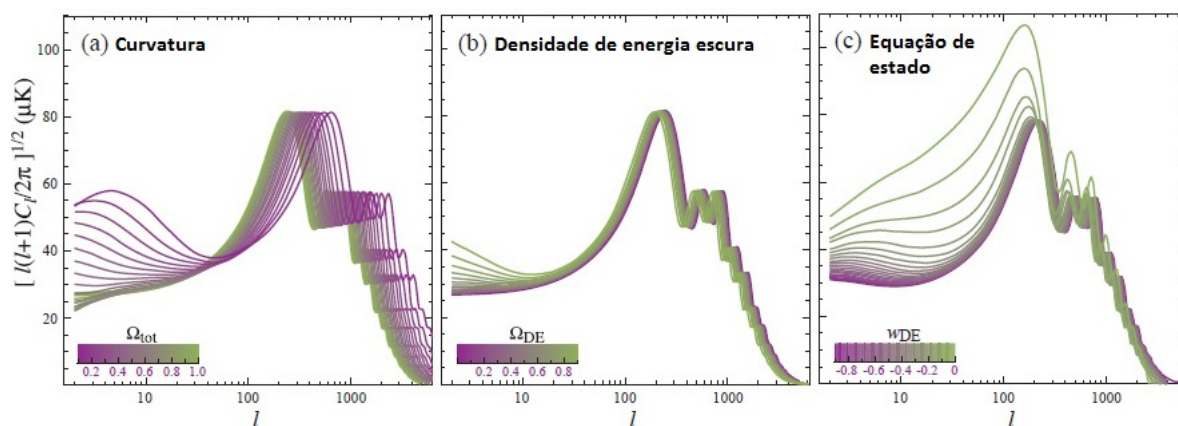 (a) Curvatura
(b) Densidade de energia escura
(c) Equação de
estado
[ l(l+1)C_l/2π ]^{1/2} (μK)
100
80
60
40
20
Ω_tot
0.2 0.4 0.6 0.8 1.0
Ω_DE
0.2 0.4 0.6 0.8
w_DE
-0.8 -0.6 -0.4 -0.2 0
10 100 1000
10 100 1000
10 100 1000
l
l
l